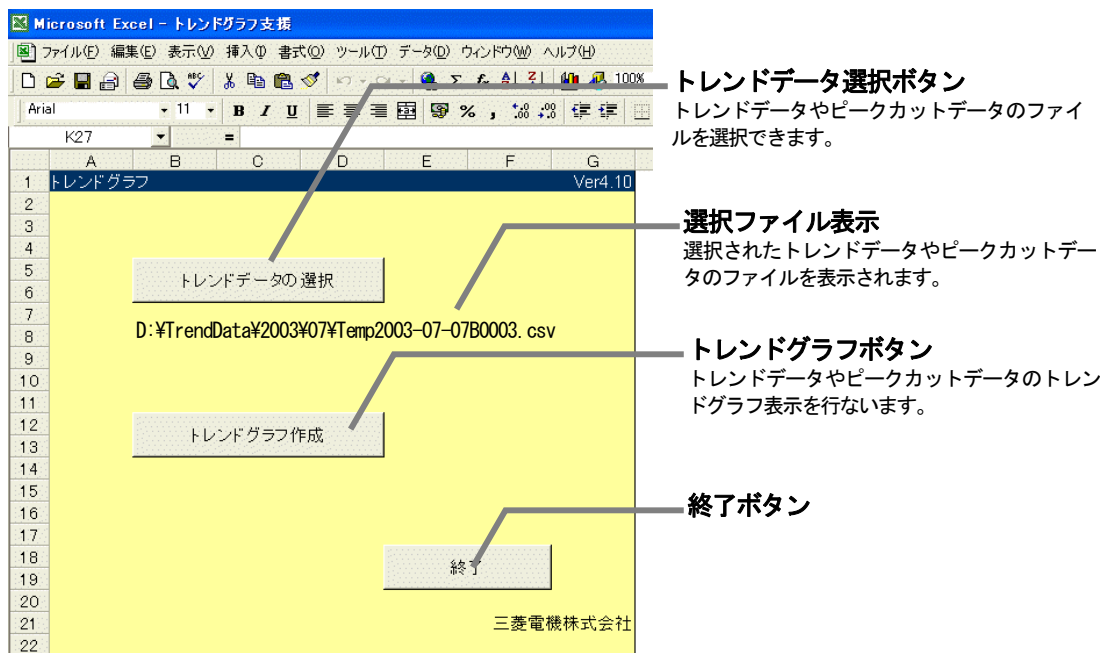 Microsoft Excel - トレンドグラフ支援
ファイル(F) 編集(E) 表示(V) 挿入(I) 書式(O) ツール(T) データ(D) ウィンドウ(W) ヘルプ(H)
100%
Arial 11 B I U % ,
K27 =
A B C D E F G
1 トレンドグラフ Ver4.10
2
3
4
5
6
トレンドデータの選択
7
8
D:¥TrendData¥2003¥07¥Temp2003-07-07B0003.csv
9
10
11
12
13
トレンドグラフ作成
14
15
16
17
18
19
終了
20
21 三菱電機株式会社
22
トレンドデータ選択ボタン
トレンドデータやピークカットデータのファイ
ルを選択できます。
選択ファイル表示
選択されたトレンドデータやピークカットデー
タのファイルを表示されます。
トレンドグラフボタン
トレンドデータやピークカットデータのトレン
ドグラフ表示を行ないます。
終了ボタン